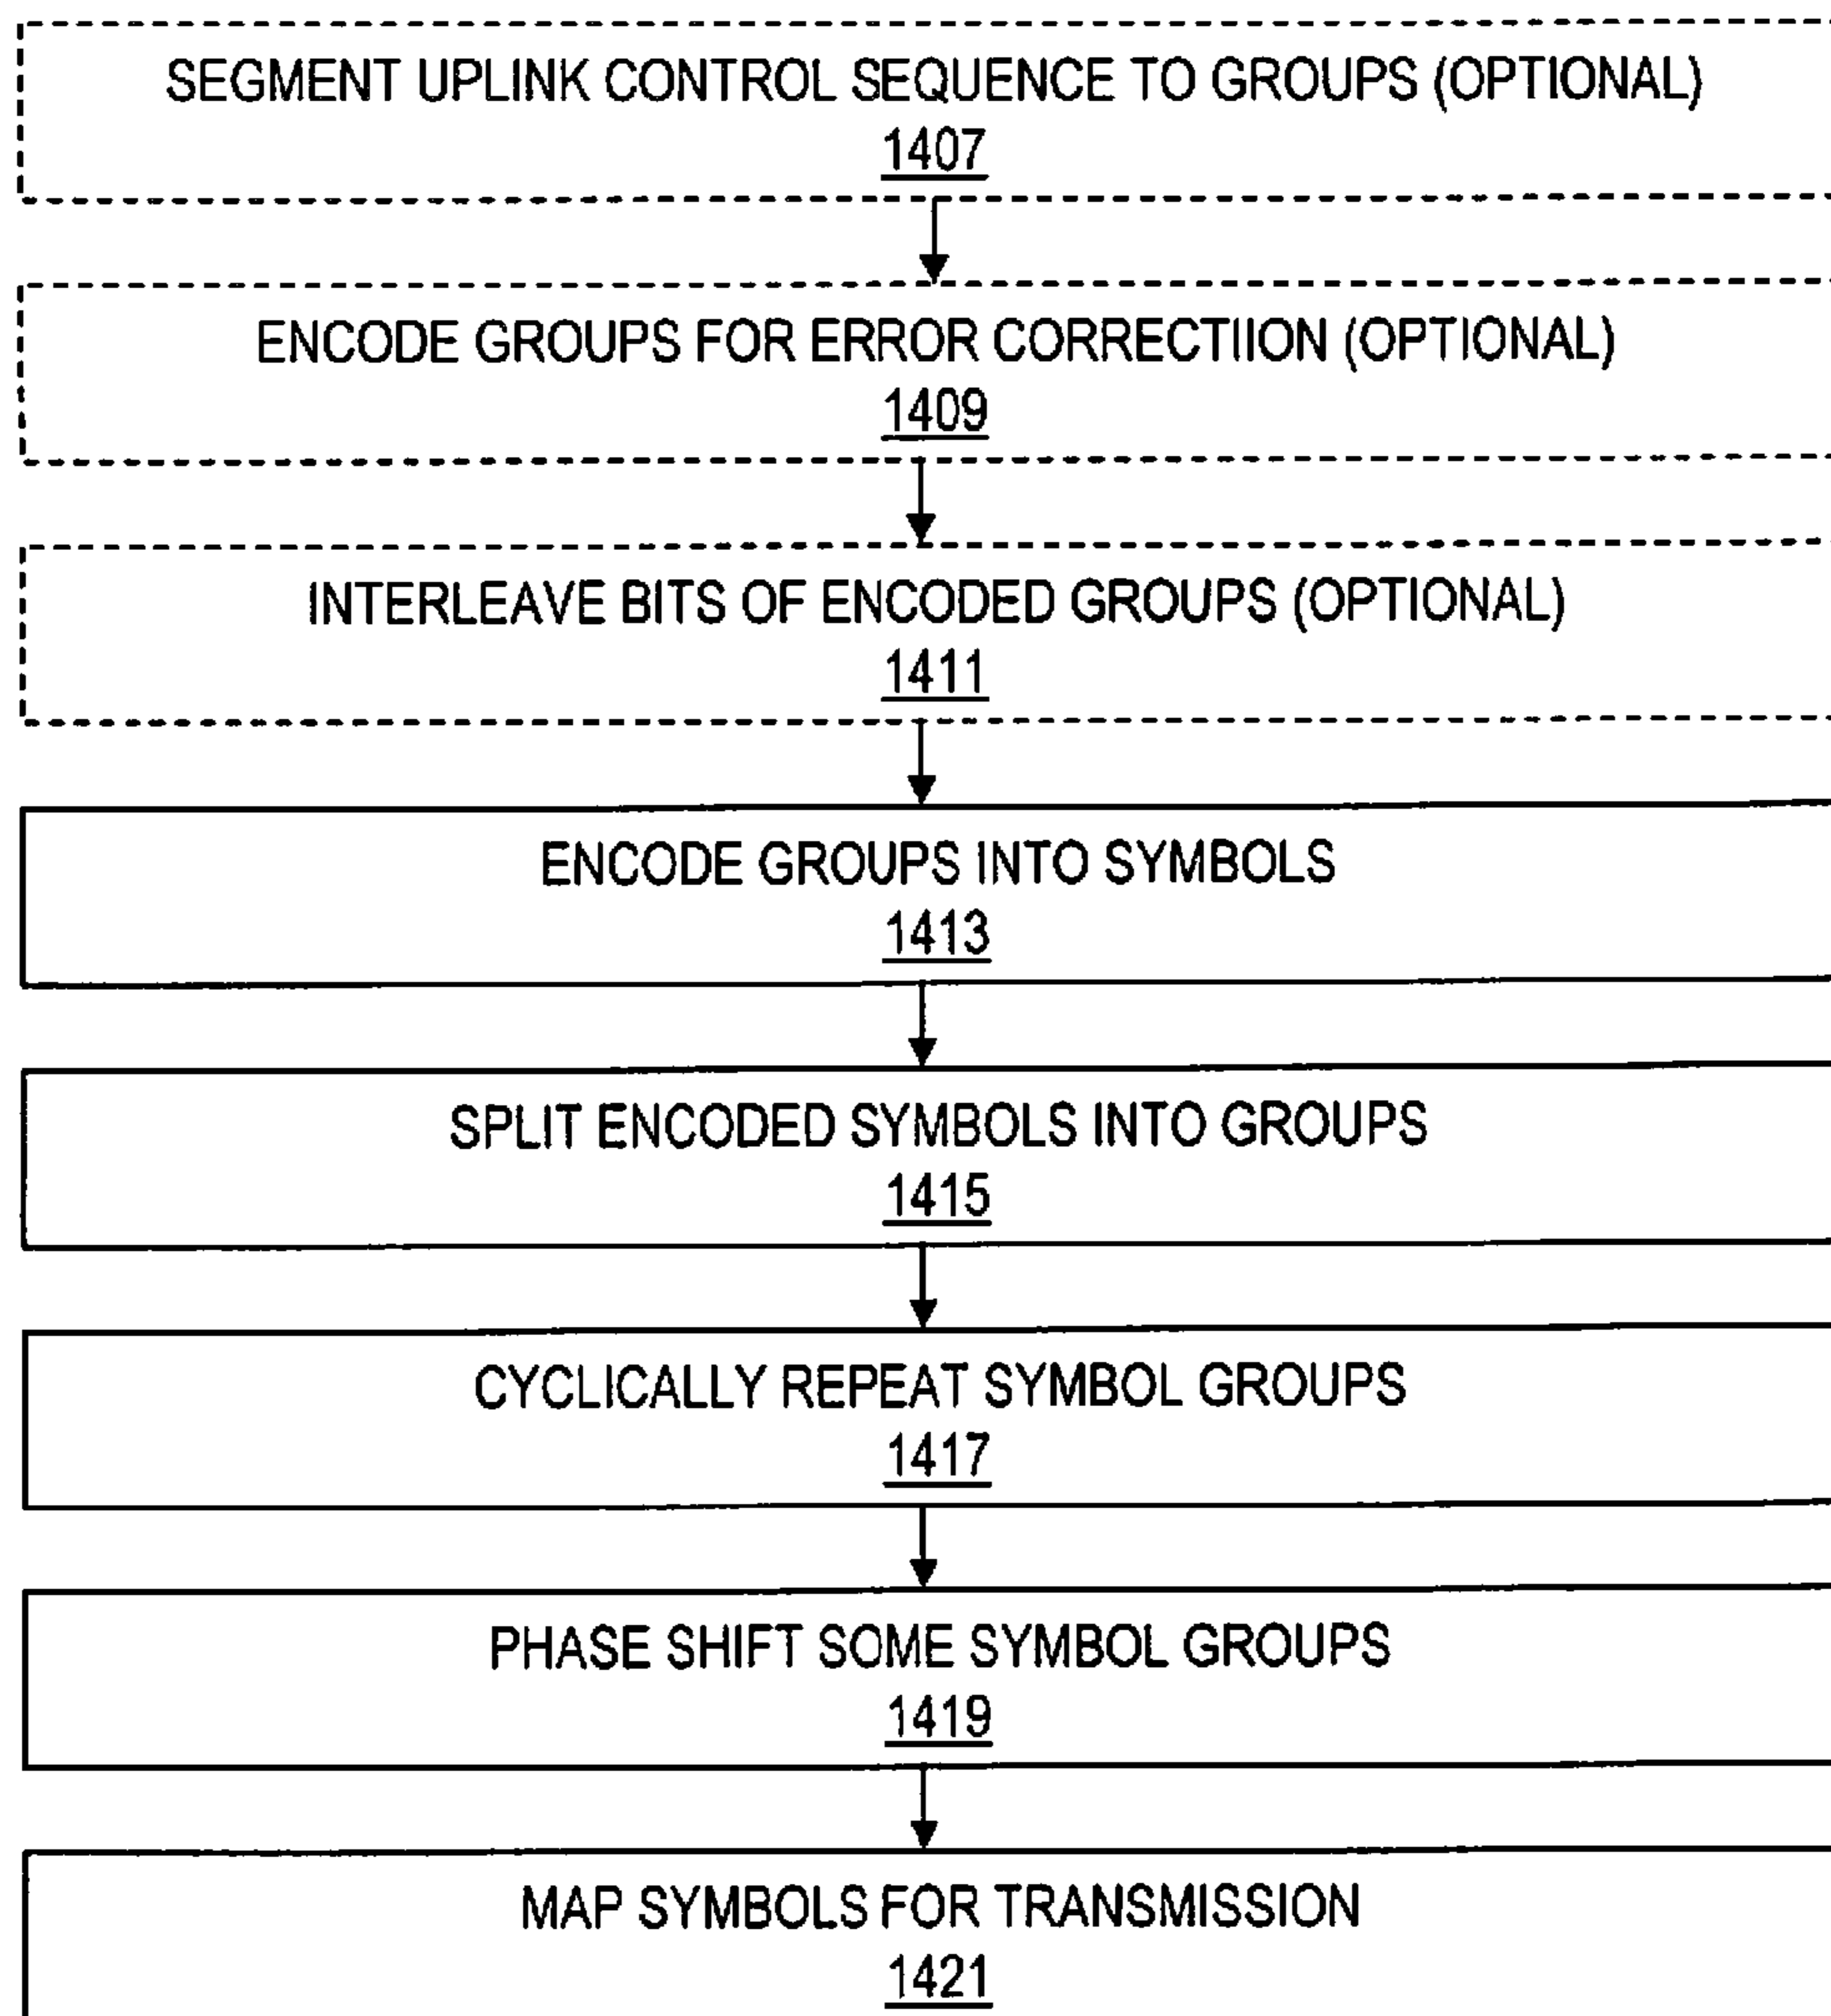 SEGMENT UPLINK CONTROL SEQUENCE TO GROUPS (OPTIONAL)
1407
ENCODE GROUPS FOR ERROR CORRECTIION (OPTIONAL)
1409
INTERLEAVE BITS OF ENCODED GROUPS (OPTIONAL)
1411
ENCODE GROUPS INTO SYMBOLS
1413
SPLIT ENCODED SYMBOLS INTO GROUPS
1415
CYCLICALLY REPEAT SYMBOL GROUPS
1417
PHASE SHIFT SOME SYMBOL GROUPS
1419
MAP SYMBOLS FOR TRANSMISSION
1421